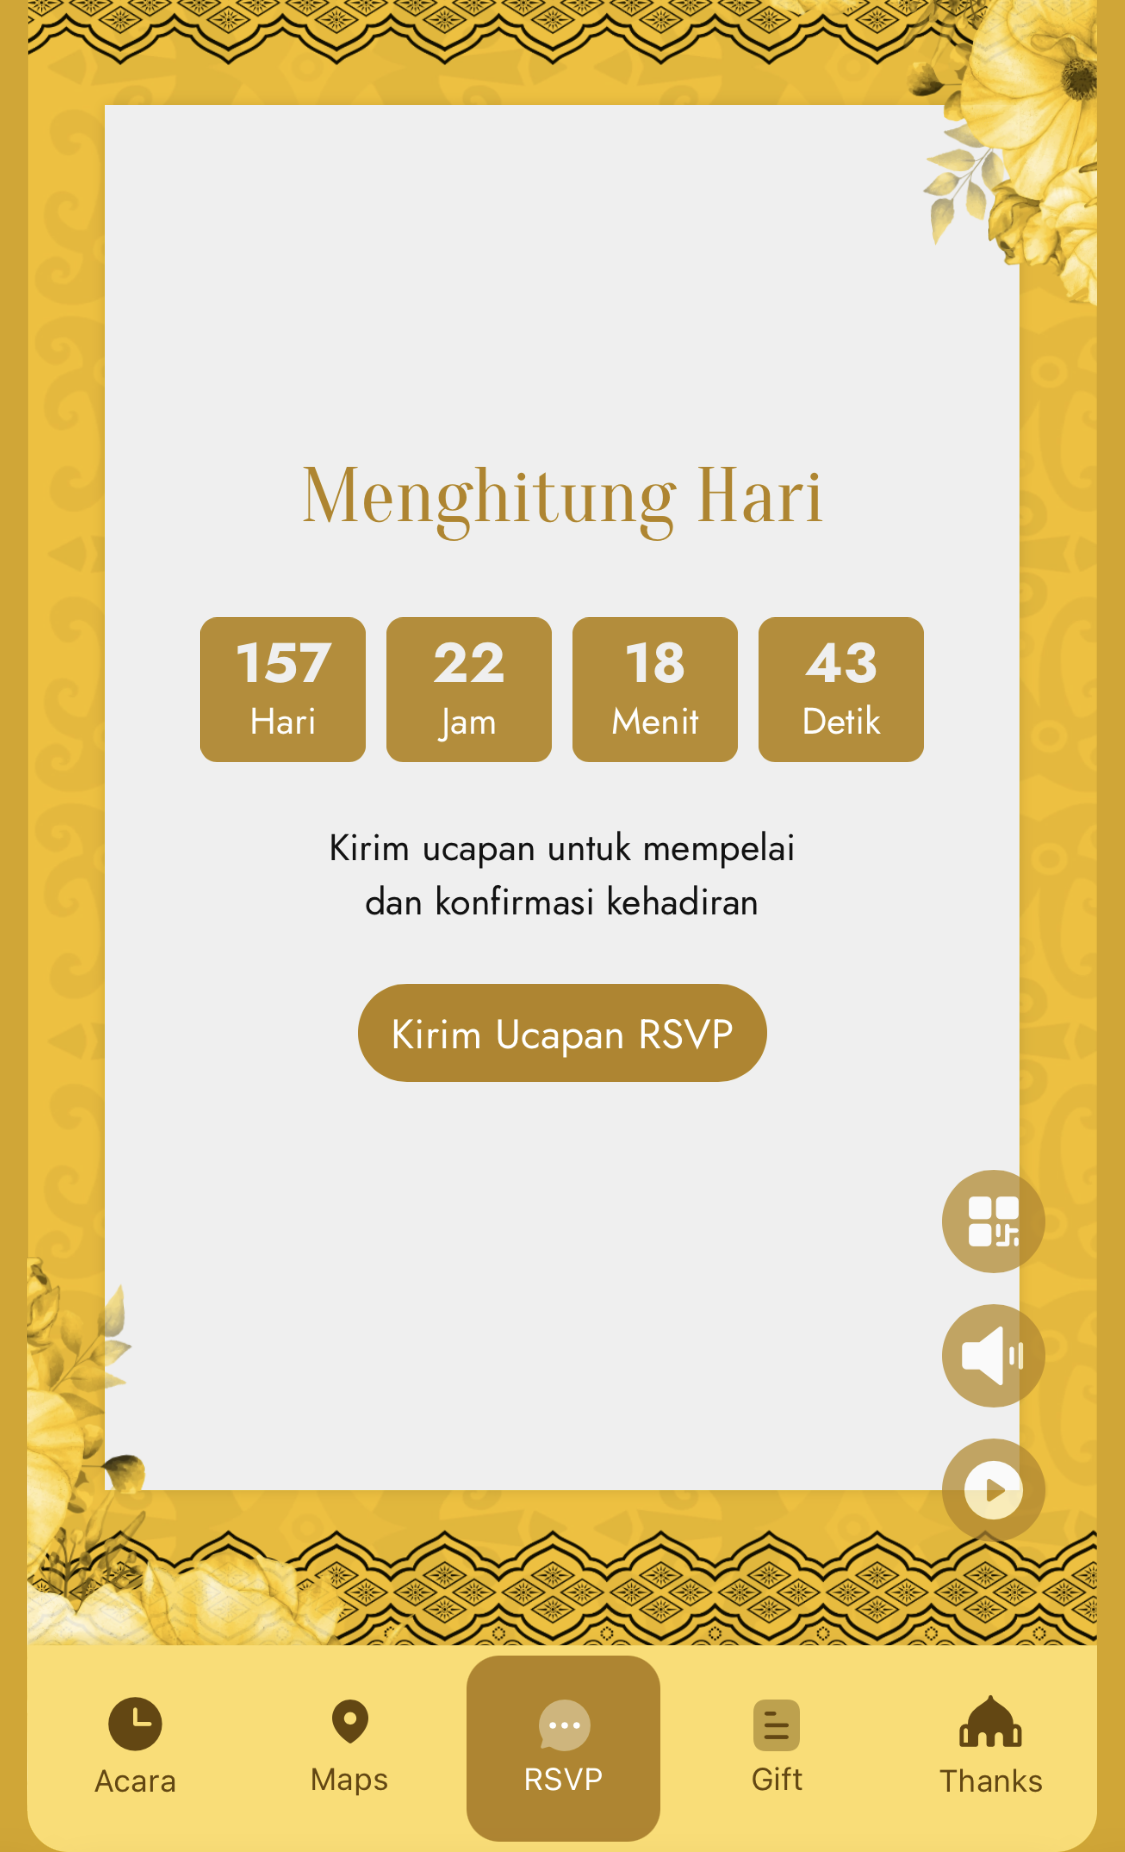 Menghitung Hari
157 22 18 43
Hari Jam Menit Detik
Kirim ucapan untuk mempelai
dan konfirmasi kehadiran
Kirim Ucapan RSVP
Acara Maps RSVP Gift Thanks